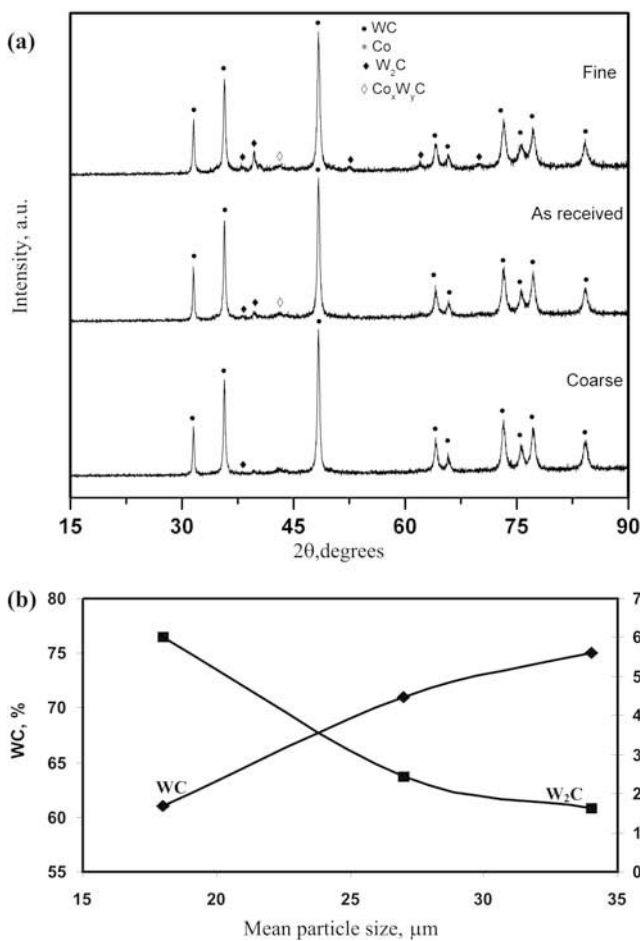 (a)
WC
Co
W₂C
CoₓWᵧC
Fine
As received
Coarse
Intensity, a.u.
15 30 45 60 75 90
2θ,degrees
(b)
80
75
70
65
60
55
WC, %
7
6
5
4
3
2
1
0
WC
W₂C
15 20 25 30 35
Mean particle size, µm